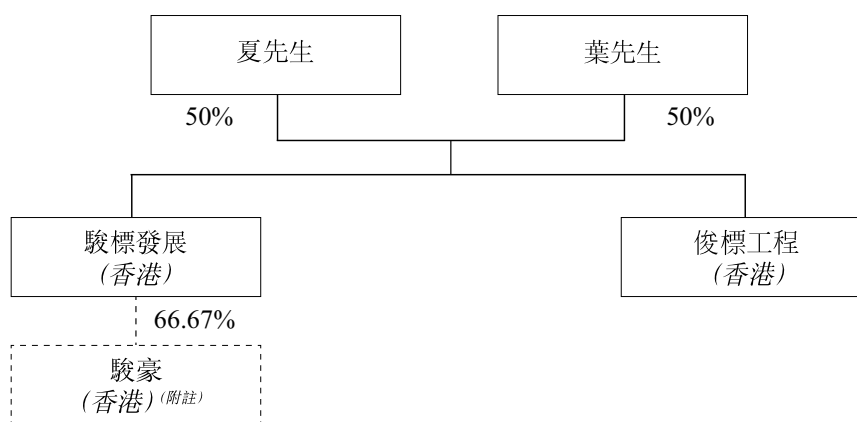 夏先生
葉先生
50%
50%
駿標發展
(香港)
俊標工程
(香港)
66.67%
駿豪
(香港)(附註)